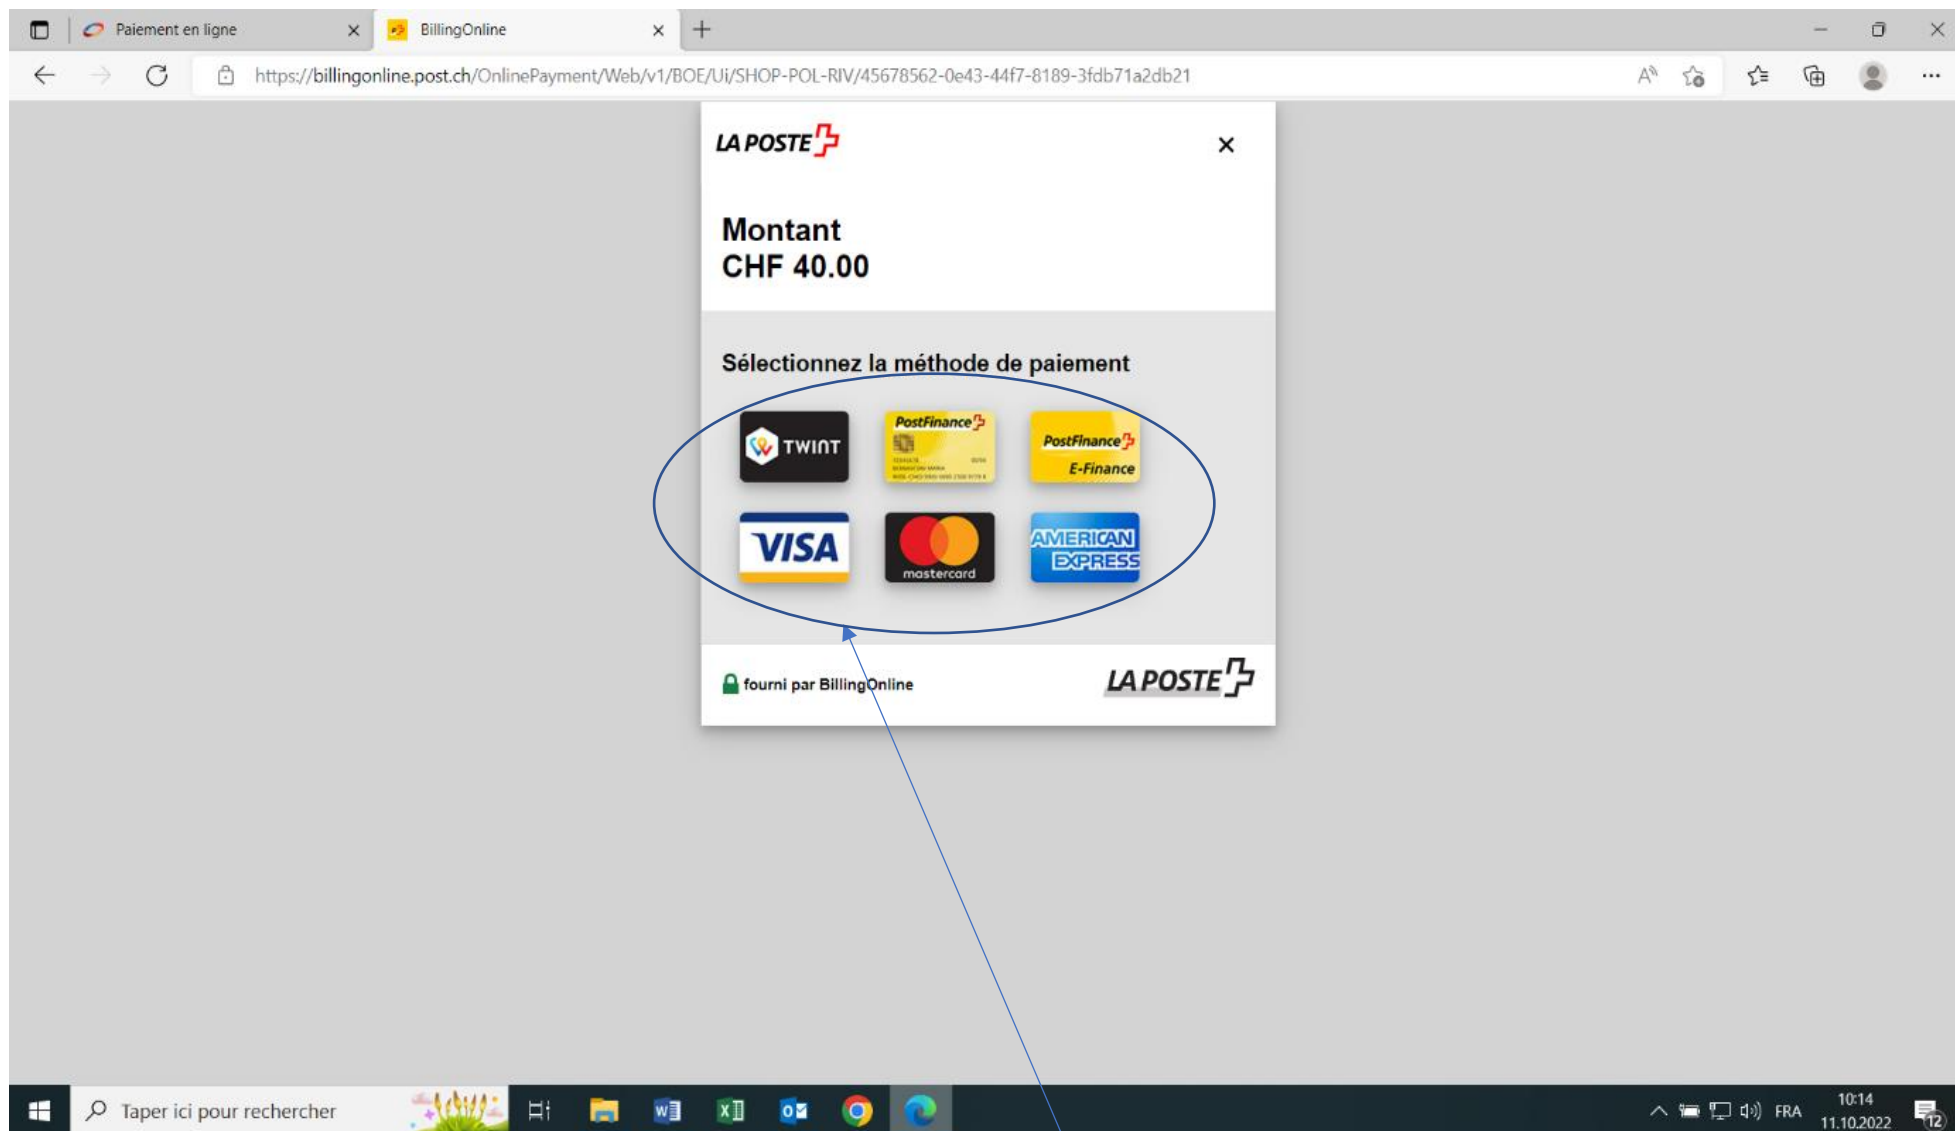 Paiement en ligne
BillingOnline
https://billingonline.post.ch/OnlinePayment/Web/v1/BOE/Ui/SHOP-POL-RIV/45678562-0e43-44f7-8189-3fdb71a2db21
LA POSTE
Montant
CHF 40.00
Sélectionnez la méthode de paiement
TWINT
PostFinance
PostFinance
E-Finance
VISA
mastercard
AMERICAN
EXPRESS
fourni par BillingOnline
LA POSTE
Taper ici pour rechercher
FRA
10:14
11.10.2022
12